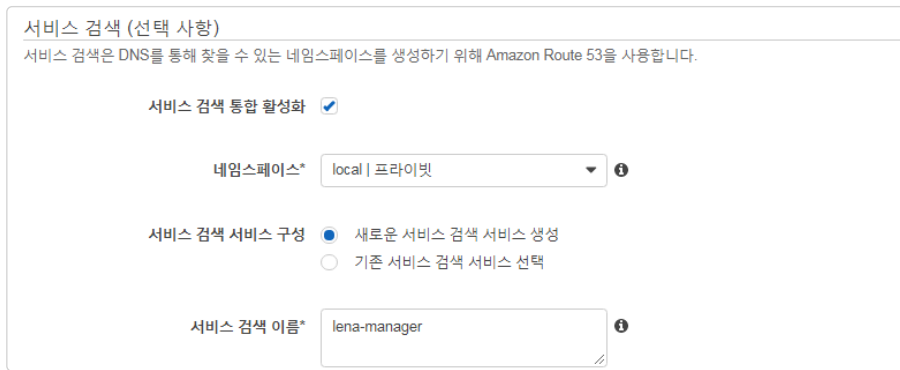 서비스 검색 (선택 사항)
서비스 검색은 DNS를 통해 찾을 수 있는 네임스페이스를 생성하기 위해 Amazon Route 53을 사용합니다.
서비스 검색 통합 활성화
네임스페이스* local | 프라이빗
서비스 검색 서비스 구성 새로운 서비스 검색 서비스 생성
기존 서비스 검색 서비스 선택
서비스 검색 이름* lena-manager